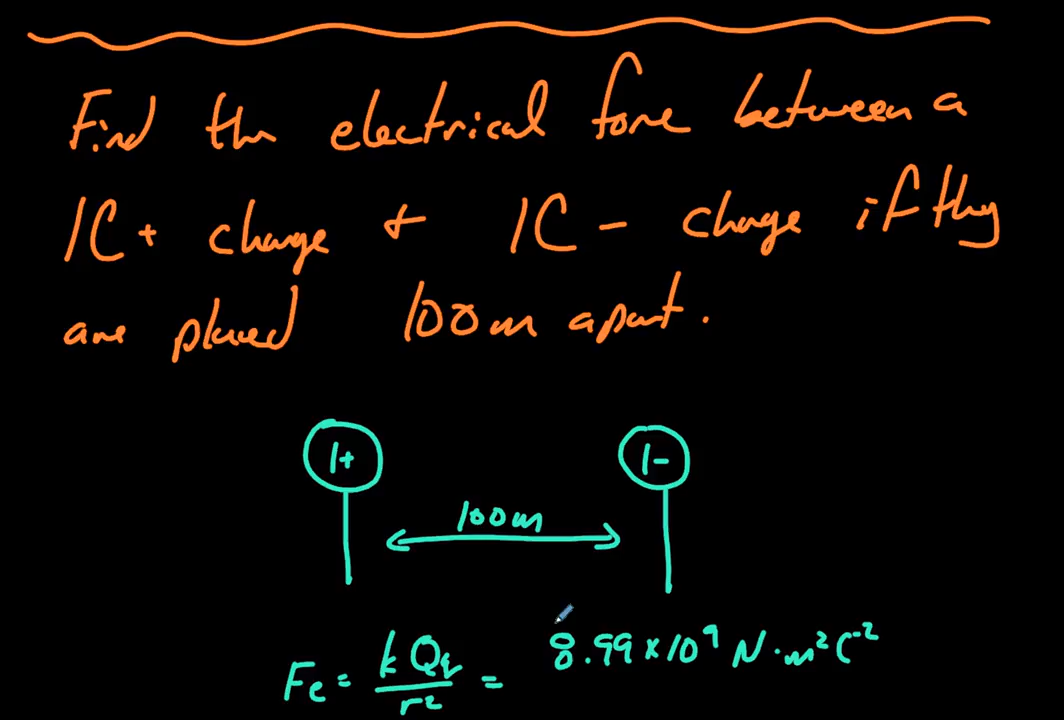 Find the electrical force between a
1C+ charge + 1C - charge if they
are placed 100m apart.
1+ 1-
100m
Fe = kQq/r² = 8.99 × 10⁹ N·m²C⁻²